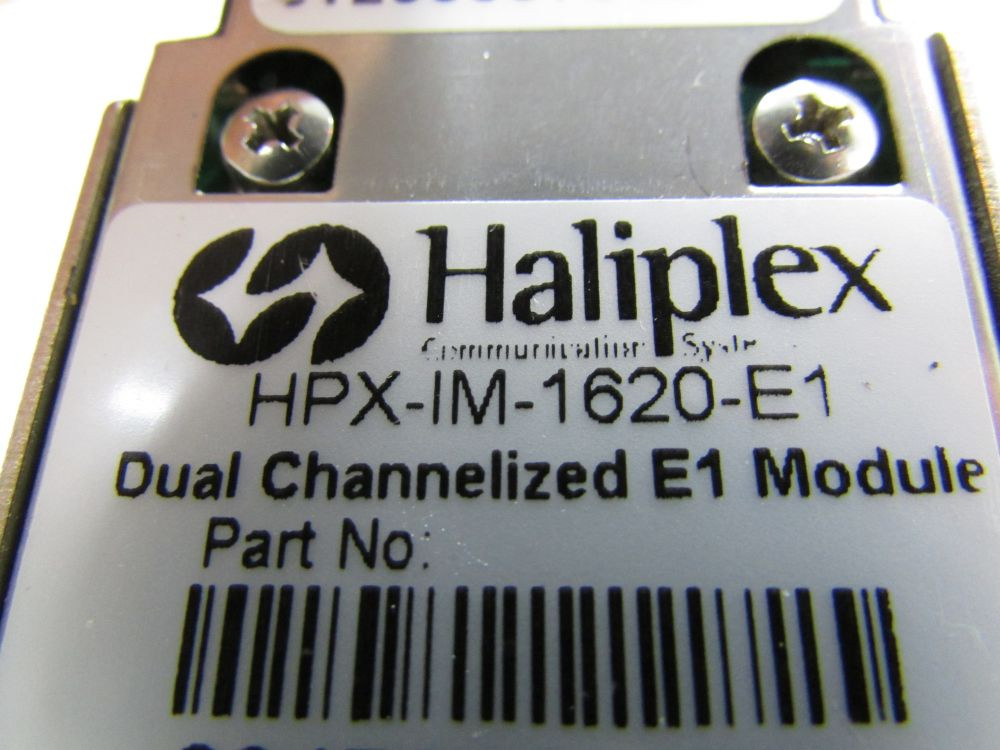 Haliplex
HPX-IM-1620-E1
Dual Channelized E1 Module
Part No: